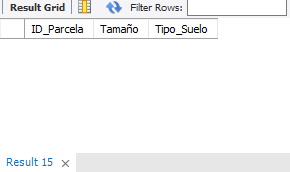 Result Grid Filter Rows:
ID_Parcela Tamaño Tipo_Suelo
Result 15 ×